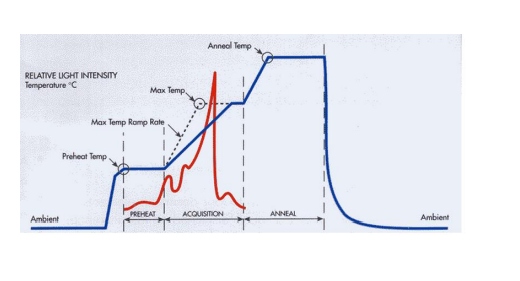 Anneal Temp
RELATIVE LIGHT INTENSITY
Temperature °C
Max Temp
Max Temp Ramp Rate
Preheat Temp
Ambient
PREHEAT
ACQUISITION
ANNEAL
Ambient